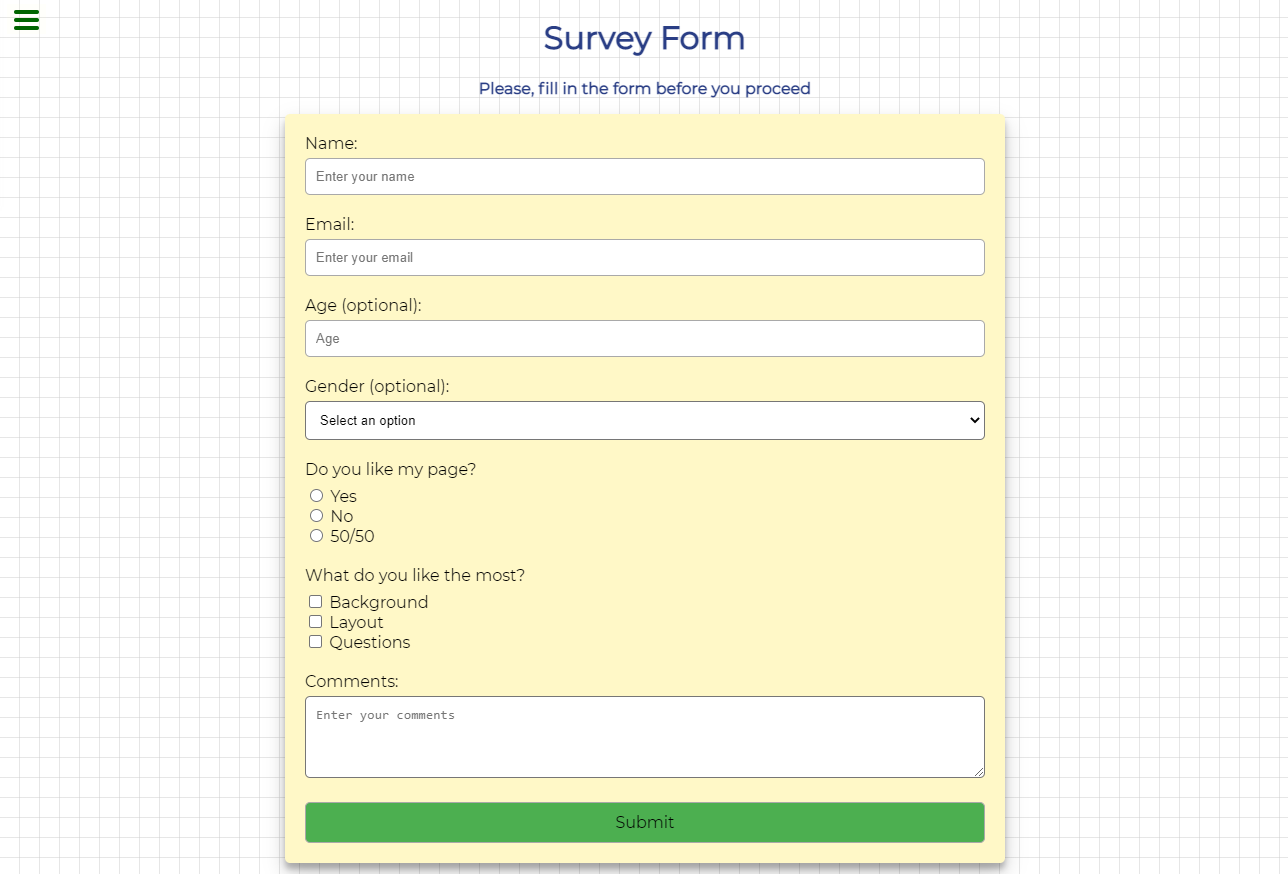 Survey Form
Please, fill in the form before you proceed
Name:
Enter your name
Email:
Enter your email
Age (optional):
Age
Gender (optional):
Select an option
Do you like my page?
Yes
No
50/50
What do you like the most?
Background
Layout
Questions
Comments:
Enter your comments
Submit